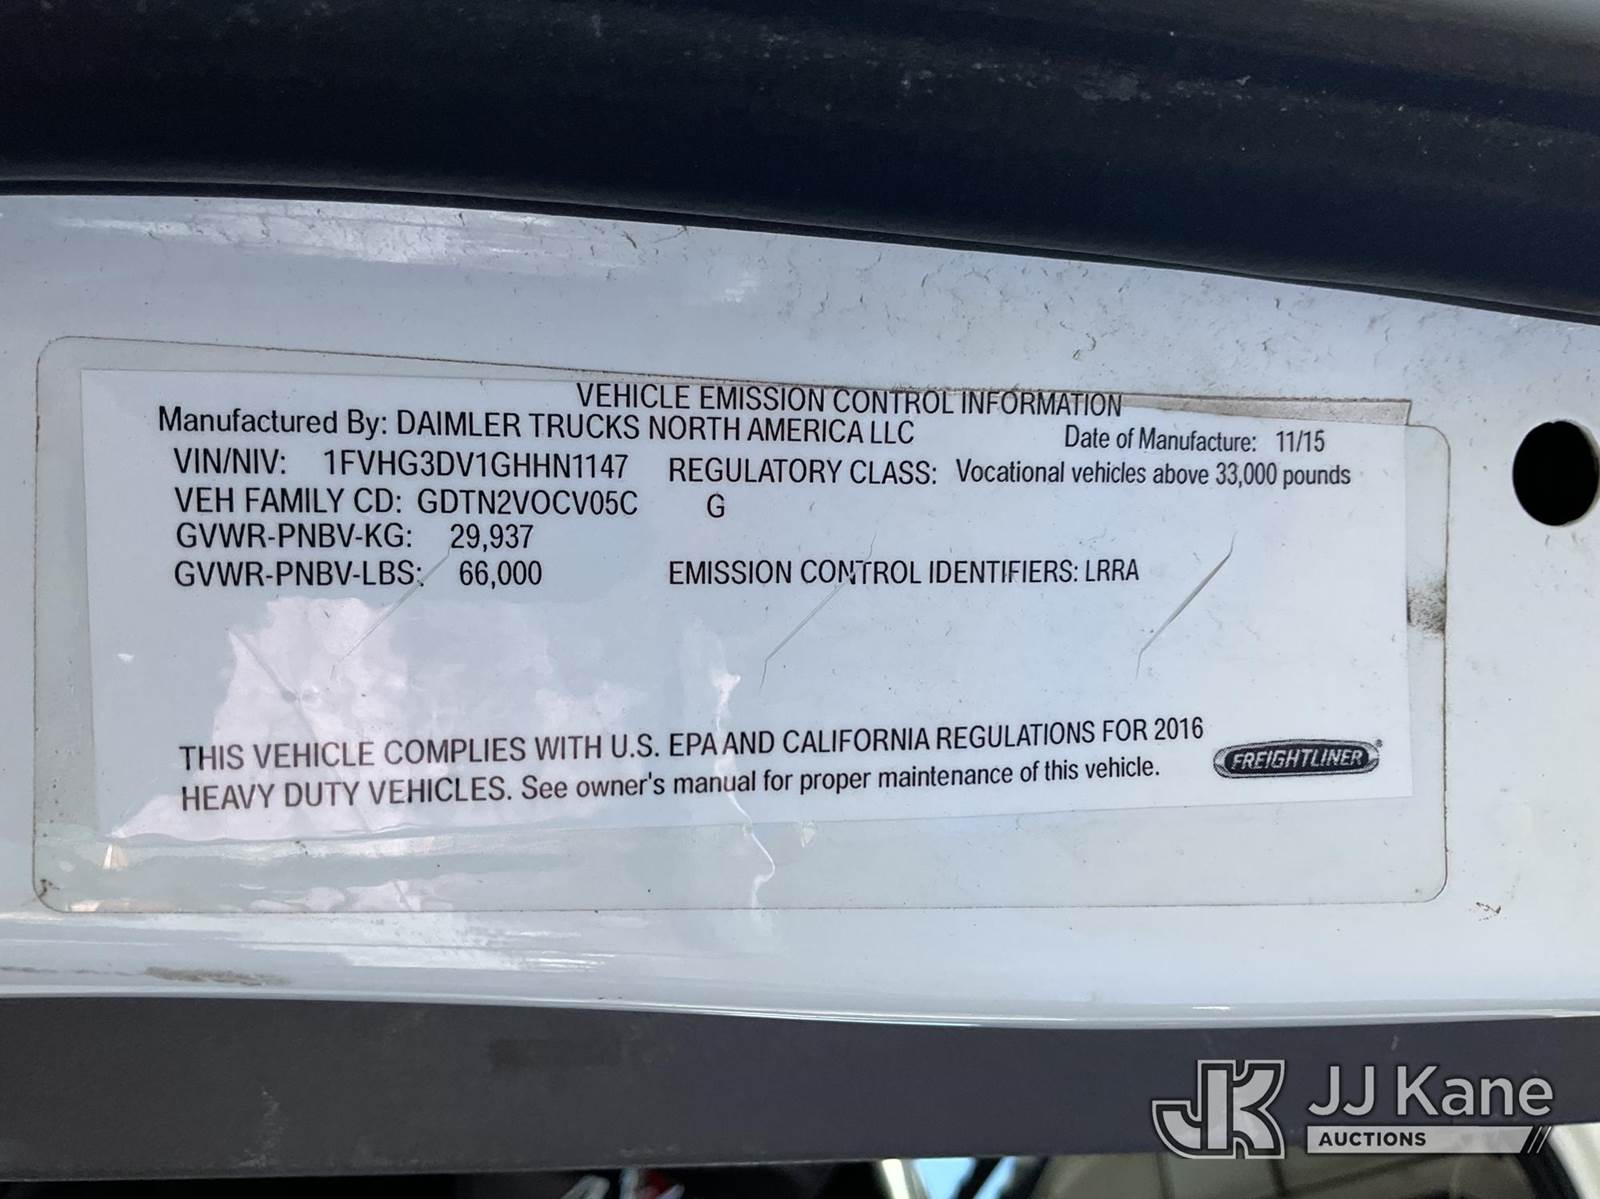 VEHICLE EMISSION CONTROL INFORMATION
Manufactured By: DAIMLER TRUCKS NORTH AMERICA LLC
Date of Manufacture: 11/15
VIN/NIV: 1FVHG3DV1GHHN1147
REGULATORY CLASS: Vocational vehicles above 33,000 pounds
VEH FAMILY CD: GDTN2VOCV05C G
GVWR-PNBV-KG: 29,937
GVWR-PNBV-LBS: 66,000
EMISSION CONTROL IDENTIFIERS: LRRA
THIS VEHICLE COMPLIES WITH U.S. EPA AND CALIFORNIA REGULATIONS FOR 2016
HEAVY DUTY VEHICLES. See owner's manual for proper maintenance of this vehicle.
FREIGHTLINER®
JK JJ Kane
AUCTIONS